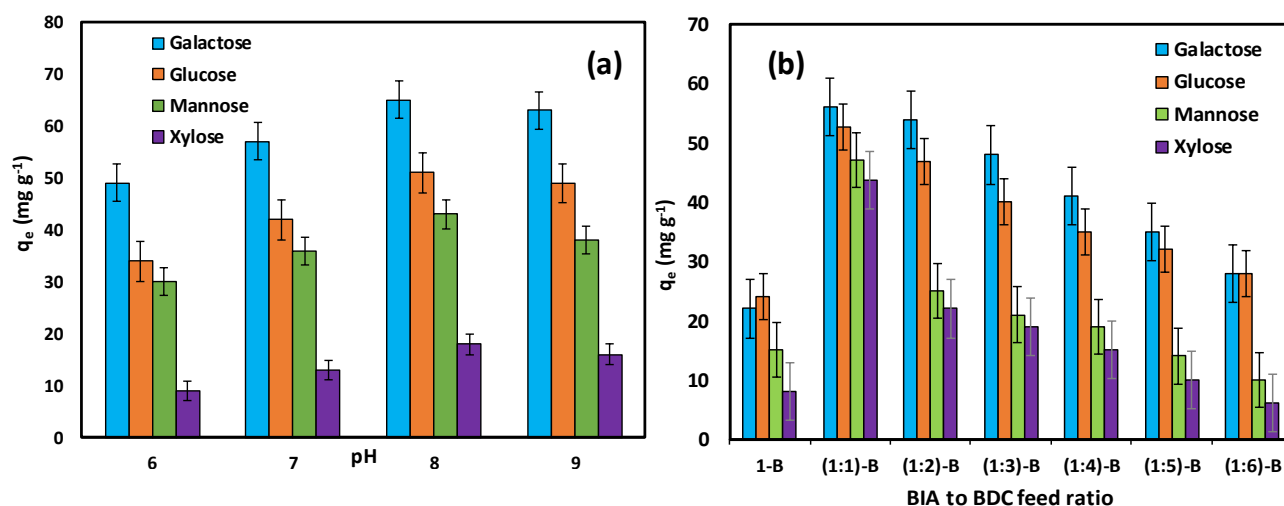 80
70
60
50
40
30
20
10
0
qe (mg g-1)
Galactose
Glucose
Mannose
Xylose
(a)
6 7 8 9
pH
70
60
50
40
30
20
10
0
qe (mg g-1)
(b)
Galactose
Glucose
Mannose
Xylose
1-B (1:1)-B (1:2)-B (1:3)-B (1:4)-B (1:5)-B (1:6)-B
BIA to BDC feed ratio